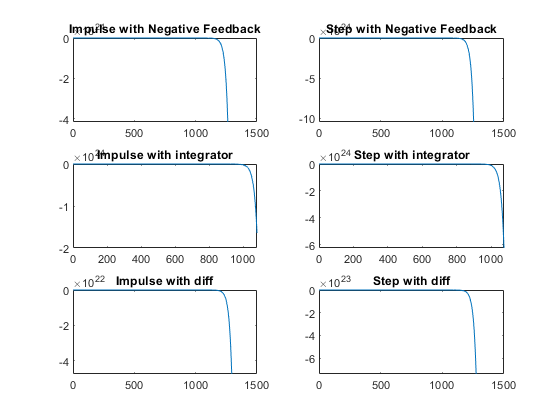 Impulse with Negative Feedback
Step with Negative Feedback
0
-2
-4
0 500 1000 1500
0
-5
-10
0 500 1000 1500
Impulse with integrator
×10^24 Step with integrator
0
-1
-2
0 200 400 600 800 1000
0
-2
-4
-6
0 200 400 600 800 1000
×10^22 Impulse with diff
×10^23 Step with diff
0
-2
-4
0 500 1000 1500
0
-2
-4
-6
0 500 1000 1500